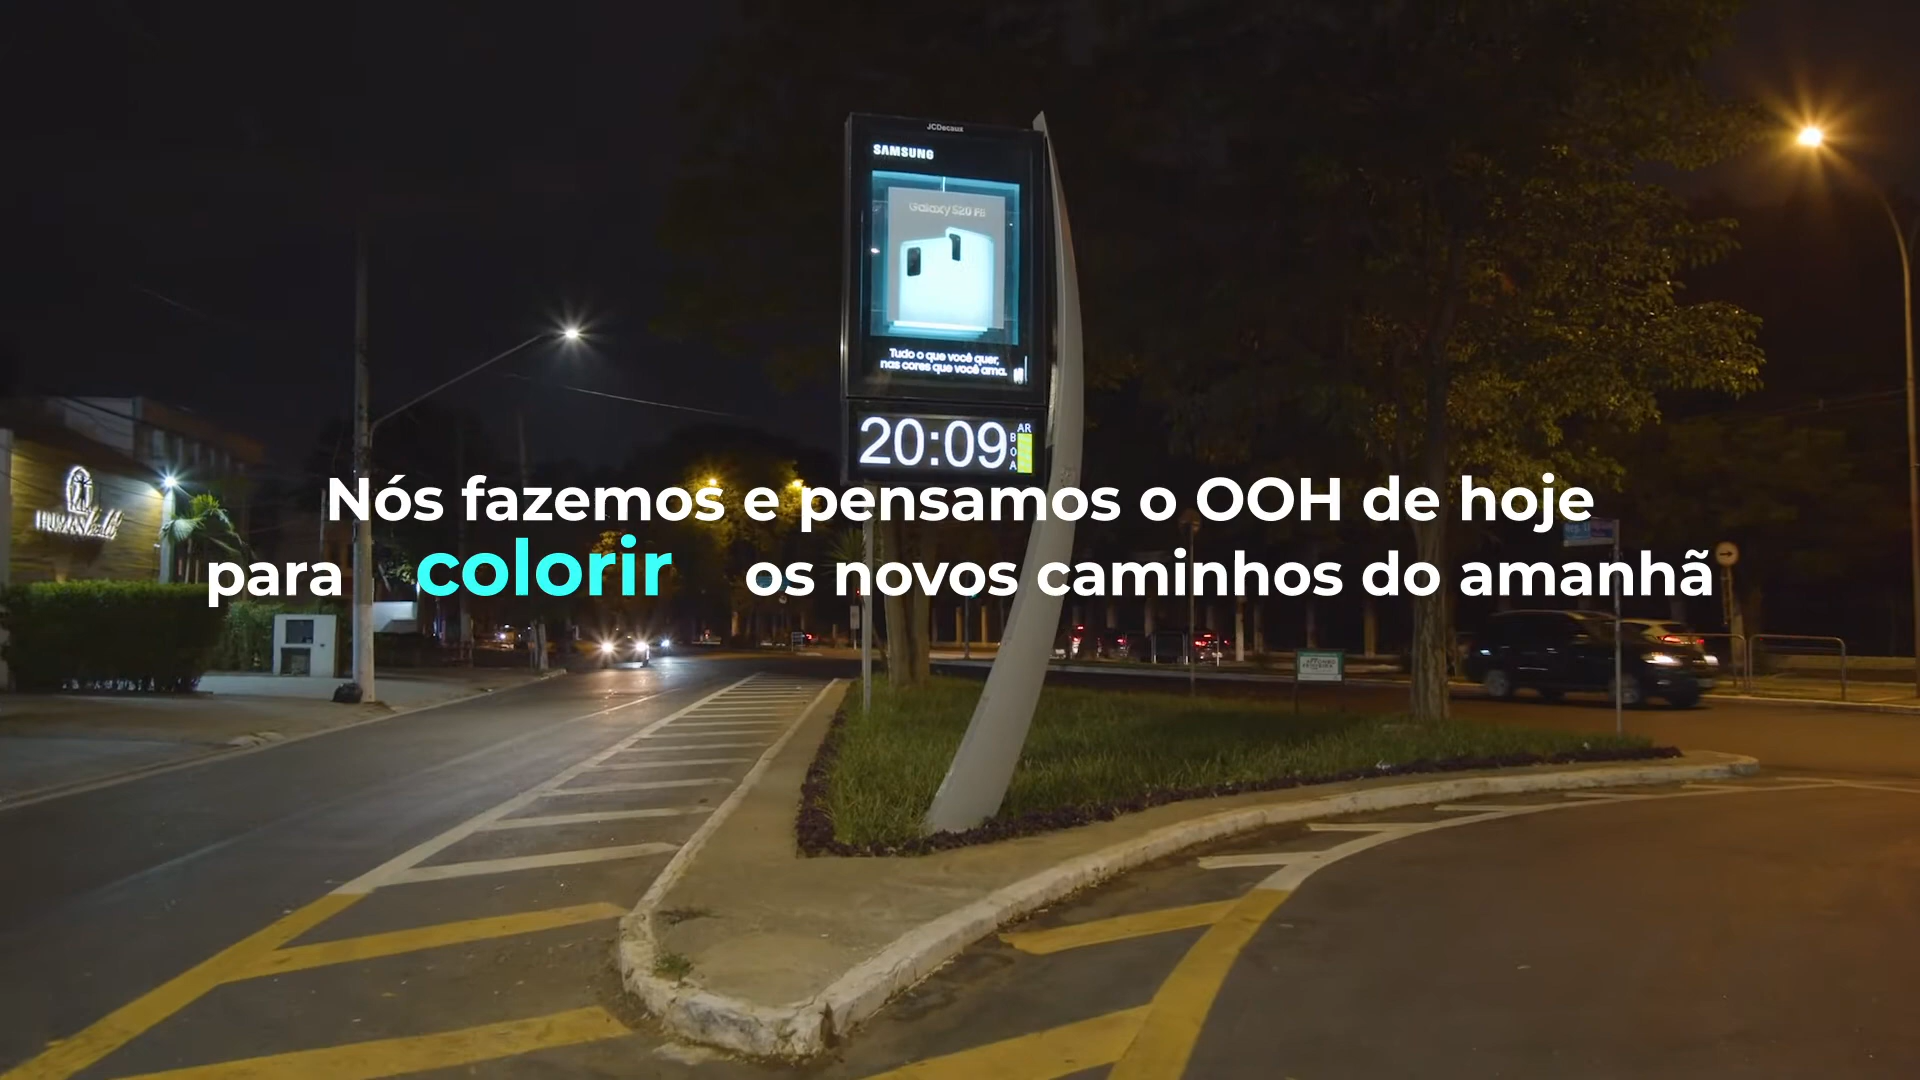 JCDecaux
SAMSUNG
Galaxy S20 FE
Tudo o que você quer,
nas cores que você ama.
20:09
AR
BOA
Nós fazemos e pensamos o OOH de hoje
para colorir os novos caminhos do amanhã